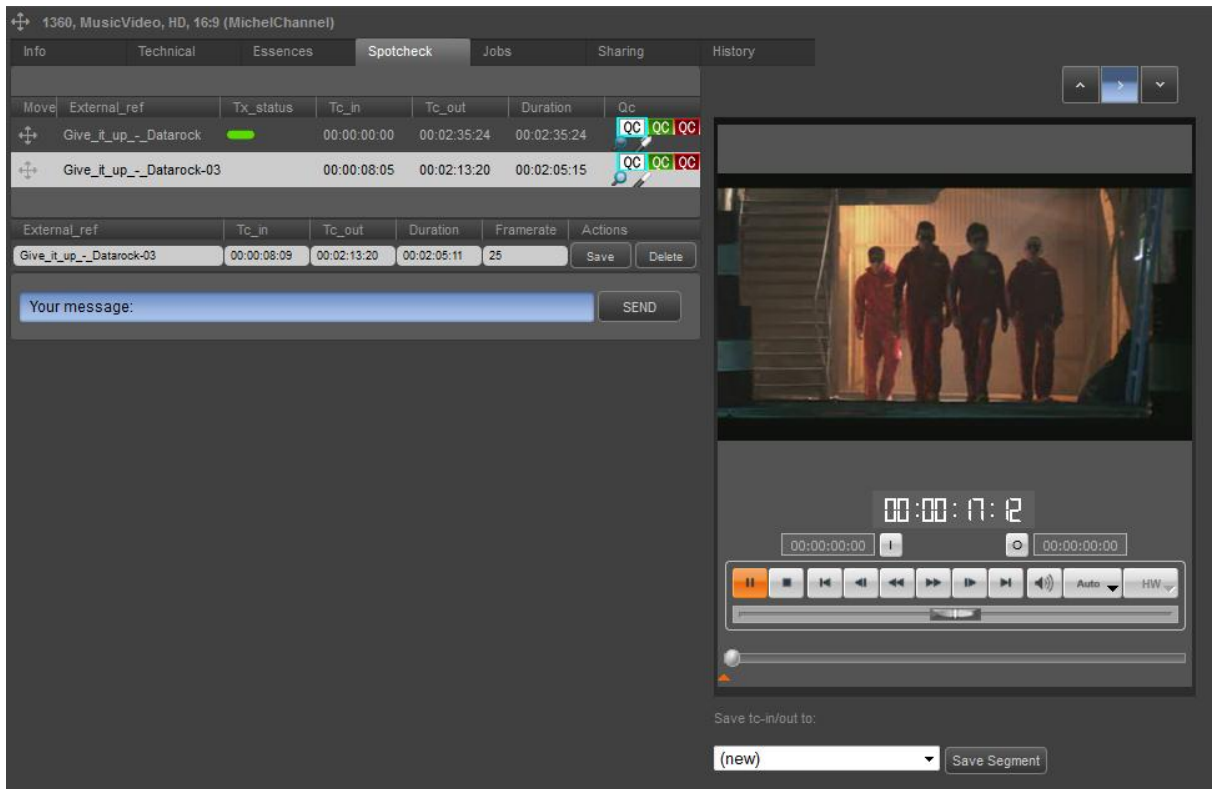 1360, MusicVideo, HD, 16:9 (MichelChannel)
Info Technical Essences Spotcheck Jobs Sharing History
Move External_ref Tx_status Tc_in Tc_out Duration Qc
Give_it_up_-_Datarock 00:00:00:00 00:02:35:24 00:02:35:24 QC QC QC
Give_it_up_-_Datarock-03 00:00:08:05 00:02:13:20 00:02:05:15 QC QC QC
External_ref Tc_in Tc_out Duration Framerate Actions
Give_it_up_-_Datarock-03 00:00:08:09 00:02:13:20 00:02:05:11 25 Save Delete
Your message: SEND
00:00:17:12
00:00:00:00 I O 00:00:00:00
Auto HW
Save tc-in/out to:
(new) Save Segment